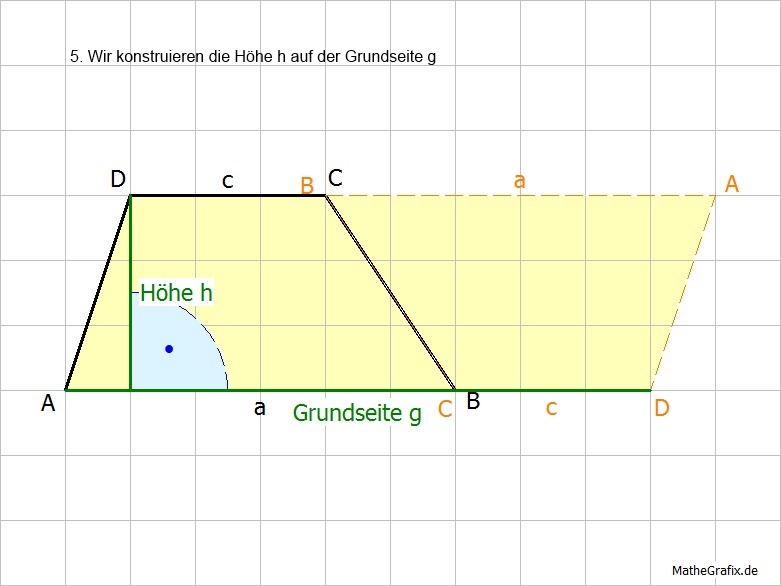 5. Wir konstruieren die Höhe h auf der Grundseite g
D c B C a A
Höhe h
A a Grundseite g C B c D
MatheGrafix.de